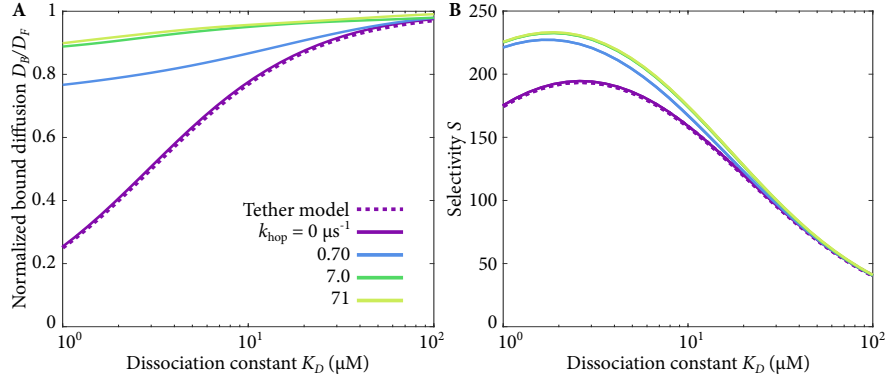 A
Normalized bound diffusion D_B/D_F
1
0.8
0.6
0.4
0.2
0
10^0
10^1
10^2
Dissociation constant K_D (μM)
Tether model
k_hop = 0 μs^-1
0.70
7.0
71
B
Selectivity S
250
200
150
100
50
0
10^0
10^1
10^2
Dissociation constant K_D (μM)